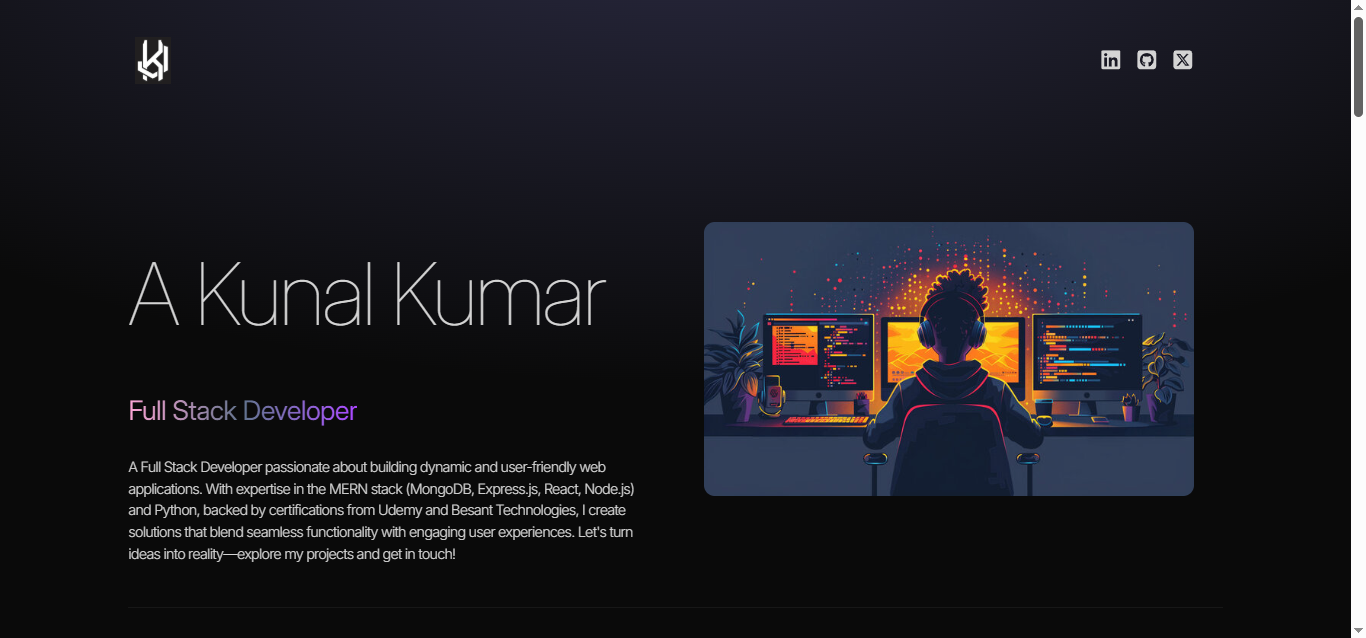 A Kunal Kumar
Full Stack Developer
A Full Stack Developer passionate about building dynamic and user-friendly web
applications. With expertise in the MERN stack (MongoDB, Express.js, React, Node.js)
and Python, backed by certifications from Udemy and Besant Technologies, I create
solutions that blend seamless functionality with engaging user experiences. Let's turn
ideas into reality—explore my projects and get in touch!